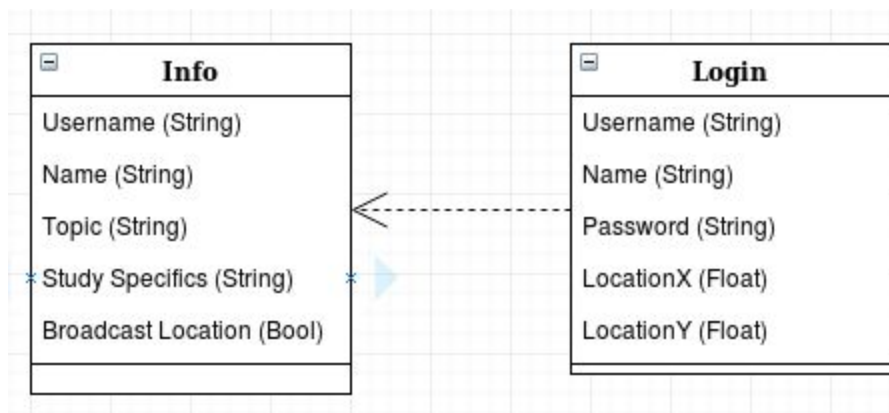 Info
Username (String)
Name (String)
Topic (String)
Study Specifics (String)
Broadcast Location (Bool)
Login
Username (String)
Name (String)
Password (String)
LocationX (Float)
LocationY (Float)